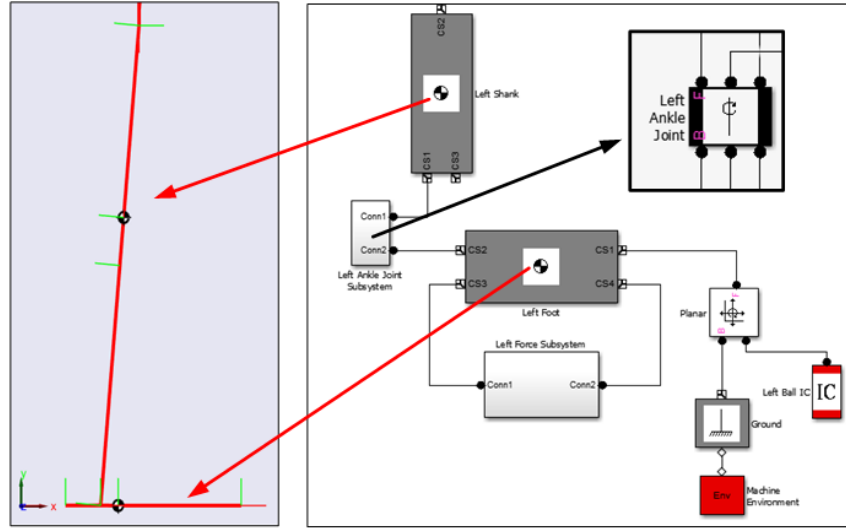 CS2
Left Shank
CS1
CS3
Left
Ankle
Joint
F
B
Conn1
Conn2
Left Ankle Joint
Subsystem
CS2
CS1
CS3
CS4
Left Foot
Left Force Subsystem
Conn1
Conn2
Planar
F
B
Left Ball IC
IC
Ground
Env
Machine
Environment
y
z
x